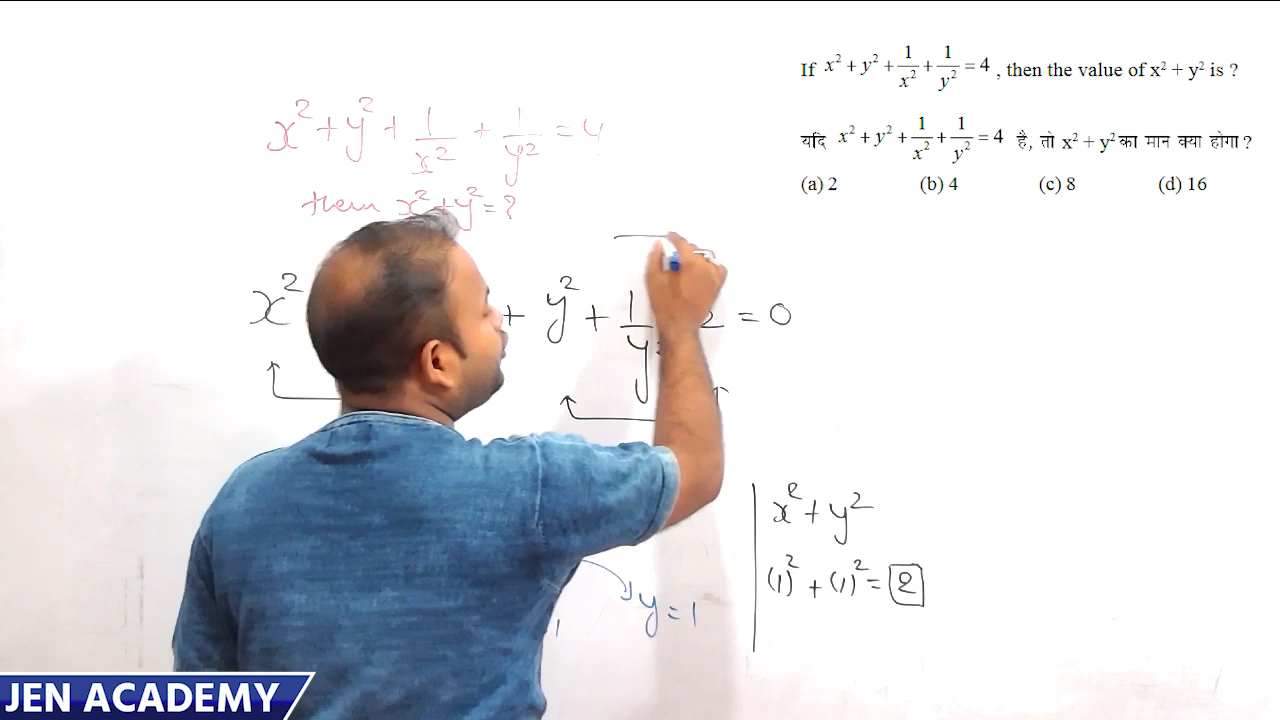 If x² + y² + 1/x² + 1/y² = 4 , then the value of x² + y² is ?
यदि x² + y² + 1/x² + 1/y² = 4 है, तो x² + y² का मान क्या होगा ?
(a) 2 (b) 4 (c) 8 (d) 16
x² + y² + 1/x² + 1/y² = 4
then x² + y² = ?
x² + y² + 1/y² 2 = 0
x² + y²
(1)² + (1)² = 2
1 y = 1
JEN ACADEMY